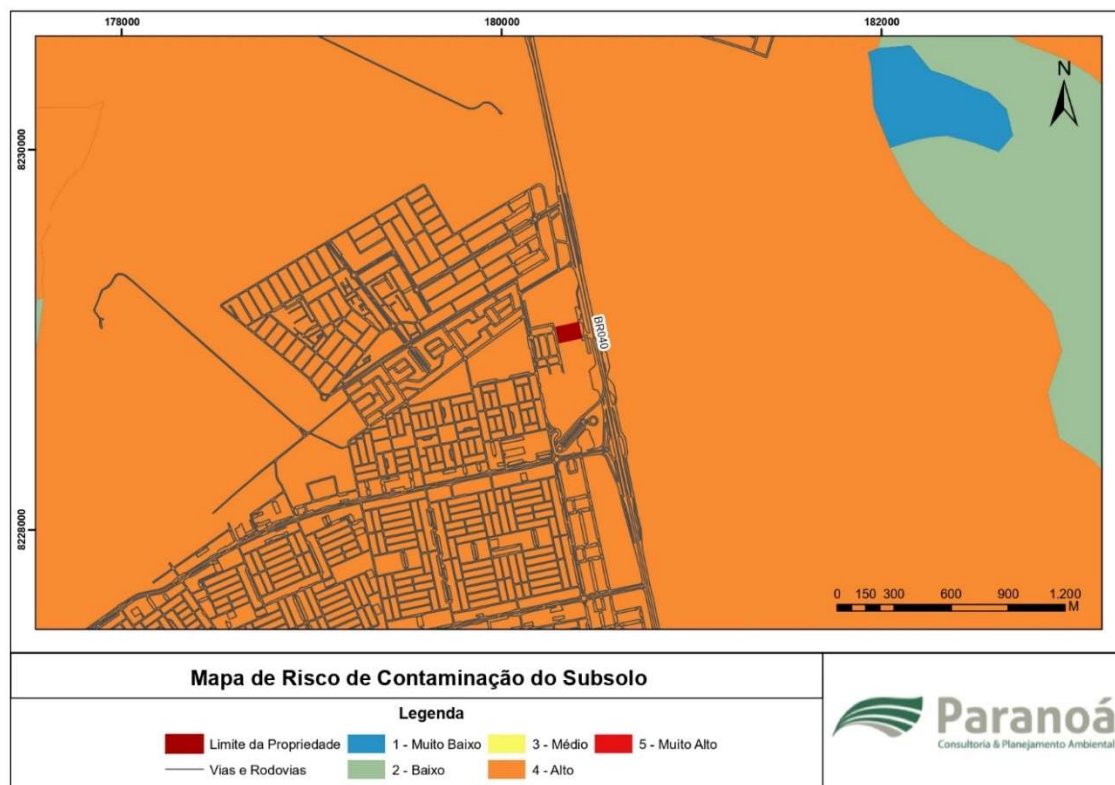 178000
180000
182000
N
8230000
BR040
8228000
0 150 300 600 900 1.200
M
Mapa de Risco de Contaminação do Subsolo
Legenda
Limite da Propriedade
1 - Muito Baixo
3 - Médio
5 - Muito Alto
Vias e Rodovias
2 - Baixo
4 - Alto
Paranoá
Consultoria & Planejamento Ambiental